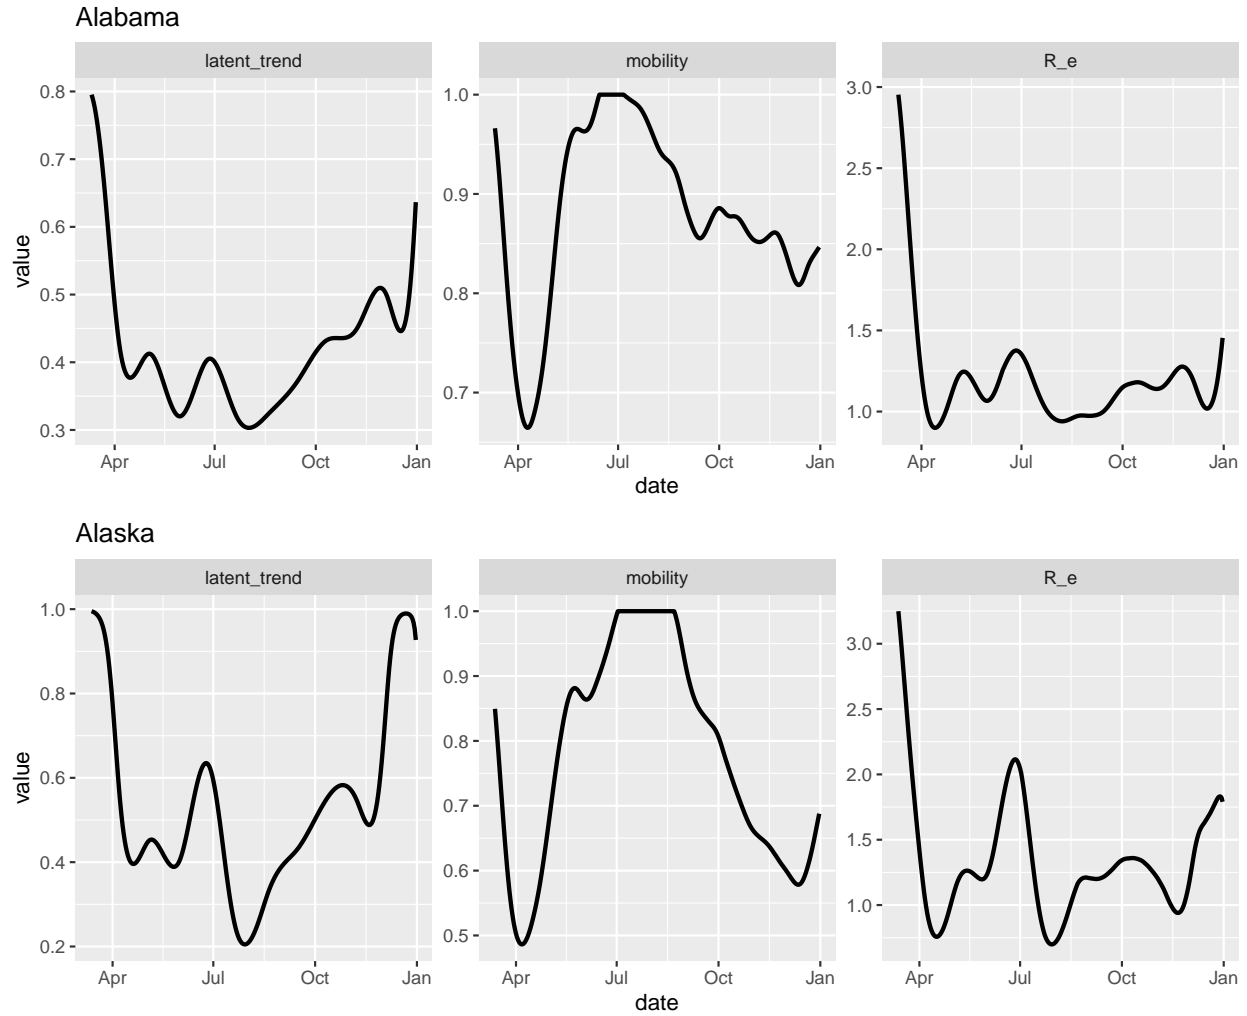 Alabama
latent_trend
mobility
R_e
value
0.8
0.7
0.6
0.5
0.4
0.3
1.0
0.9
0.8
0.7
3.0
2.5
2.0
1.5
1.0
Apr Jul Oct Jan
Apr Jul Oct Jan
Apr Jul Oct Jan
date
Alaska
latent_trend
mobility
R_e
value
1.0
0.8
0.6
0.4
0.2
1.0
0.9
0.8
0.7
0.6
0.5
3.0
2.5
2.0
1.5
1.0
Apr Jul Oct Jan
Apr Jul Oct Jan
Apr Jul Oct Jan
date